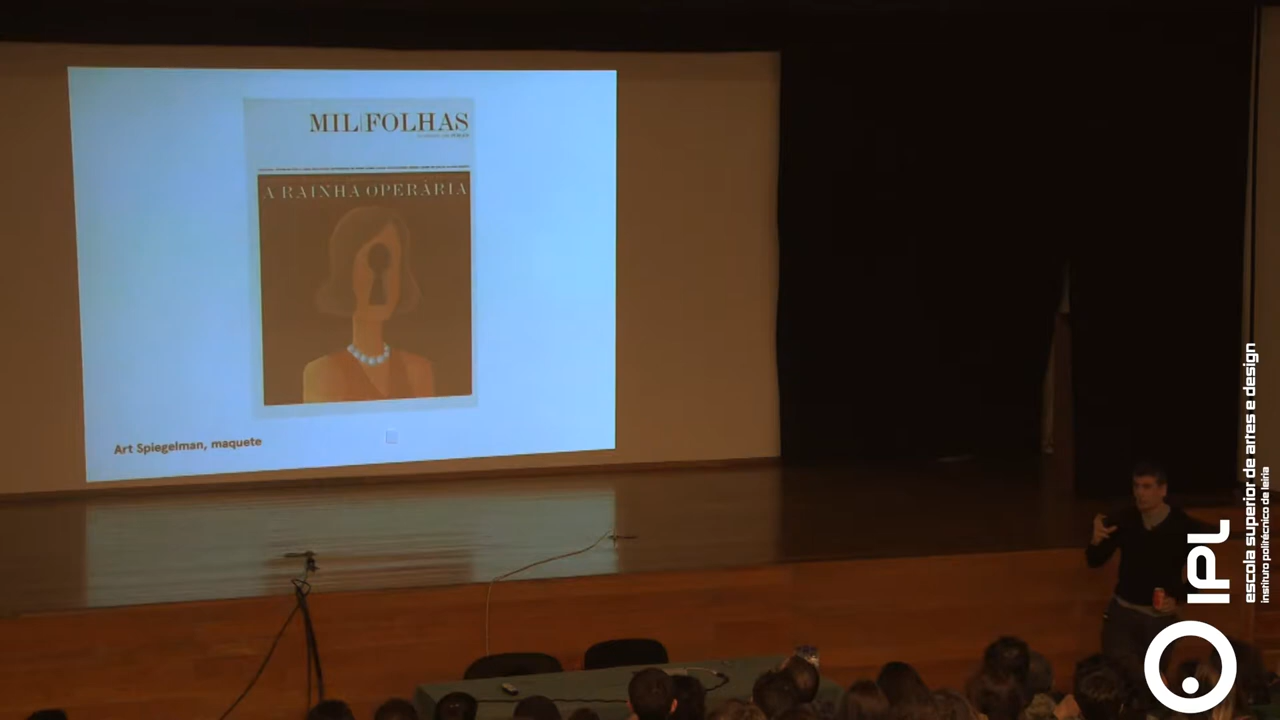 MIL FOLHAS
A RAINHA OPERÁRIA
Art Spiegelman, maquete
IPL
escola superior de artes e design
instituto politécnico de leiria